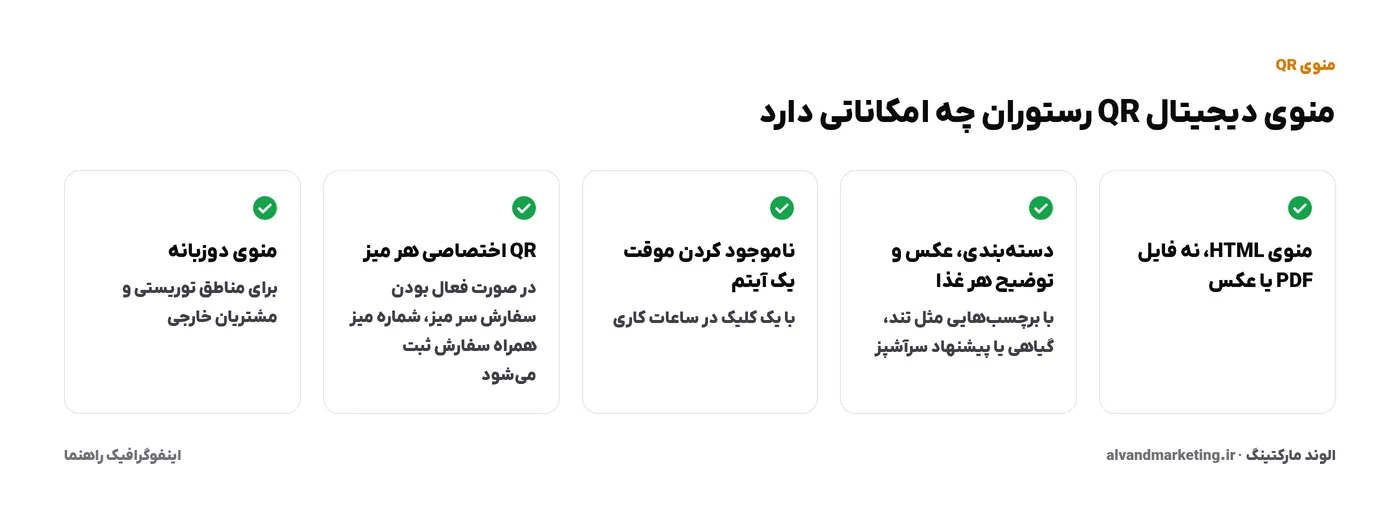 منوی QR
منوی دیجیتال QR رستوران چه امکاناتی دارد
منوی HTML، نه فایل
PDF یا عکس
دسته‌بندی، عکس و
توضیح هر غذا
با برچسب‌هایی مثل تند،
گیاهی یا پیشنهاد سرآشپز
ناموجود کردن موقت
یک آیتم
با یک کلیک در ساعات کاری
QR اختصاصی هر میز
در صورت فعال بودن
سفارش سر میز، شماره میز
همراه سفارش ثبت
می‌شود
منوی دوزبانه
برای مناطق توریستی و
مشتریان خارجی
الوند مارکتینگ · alvandmarketing.ir
اینفوگرافیک راهنما